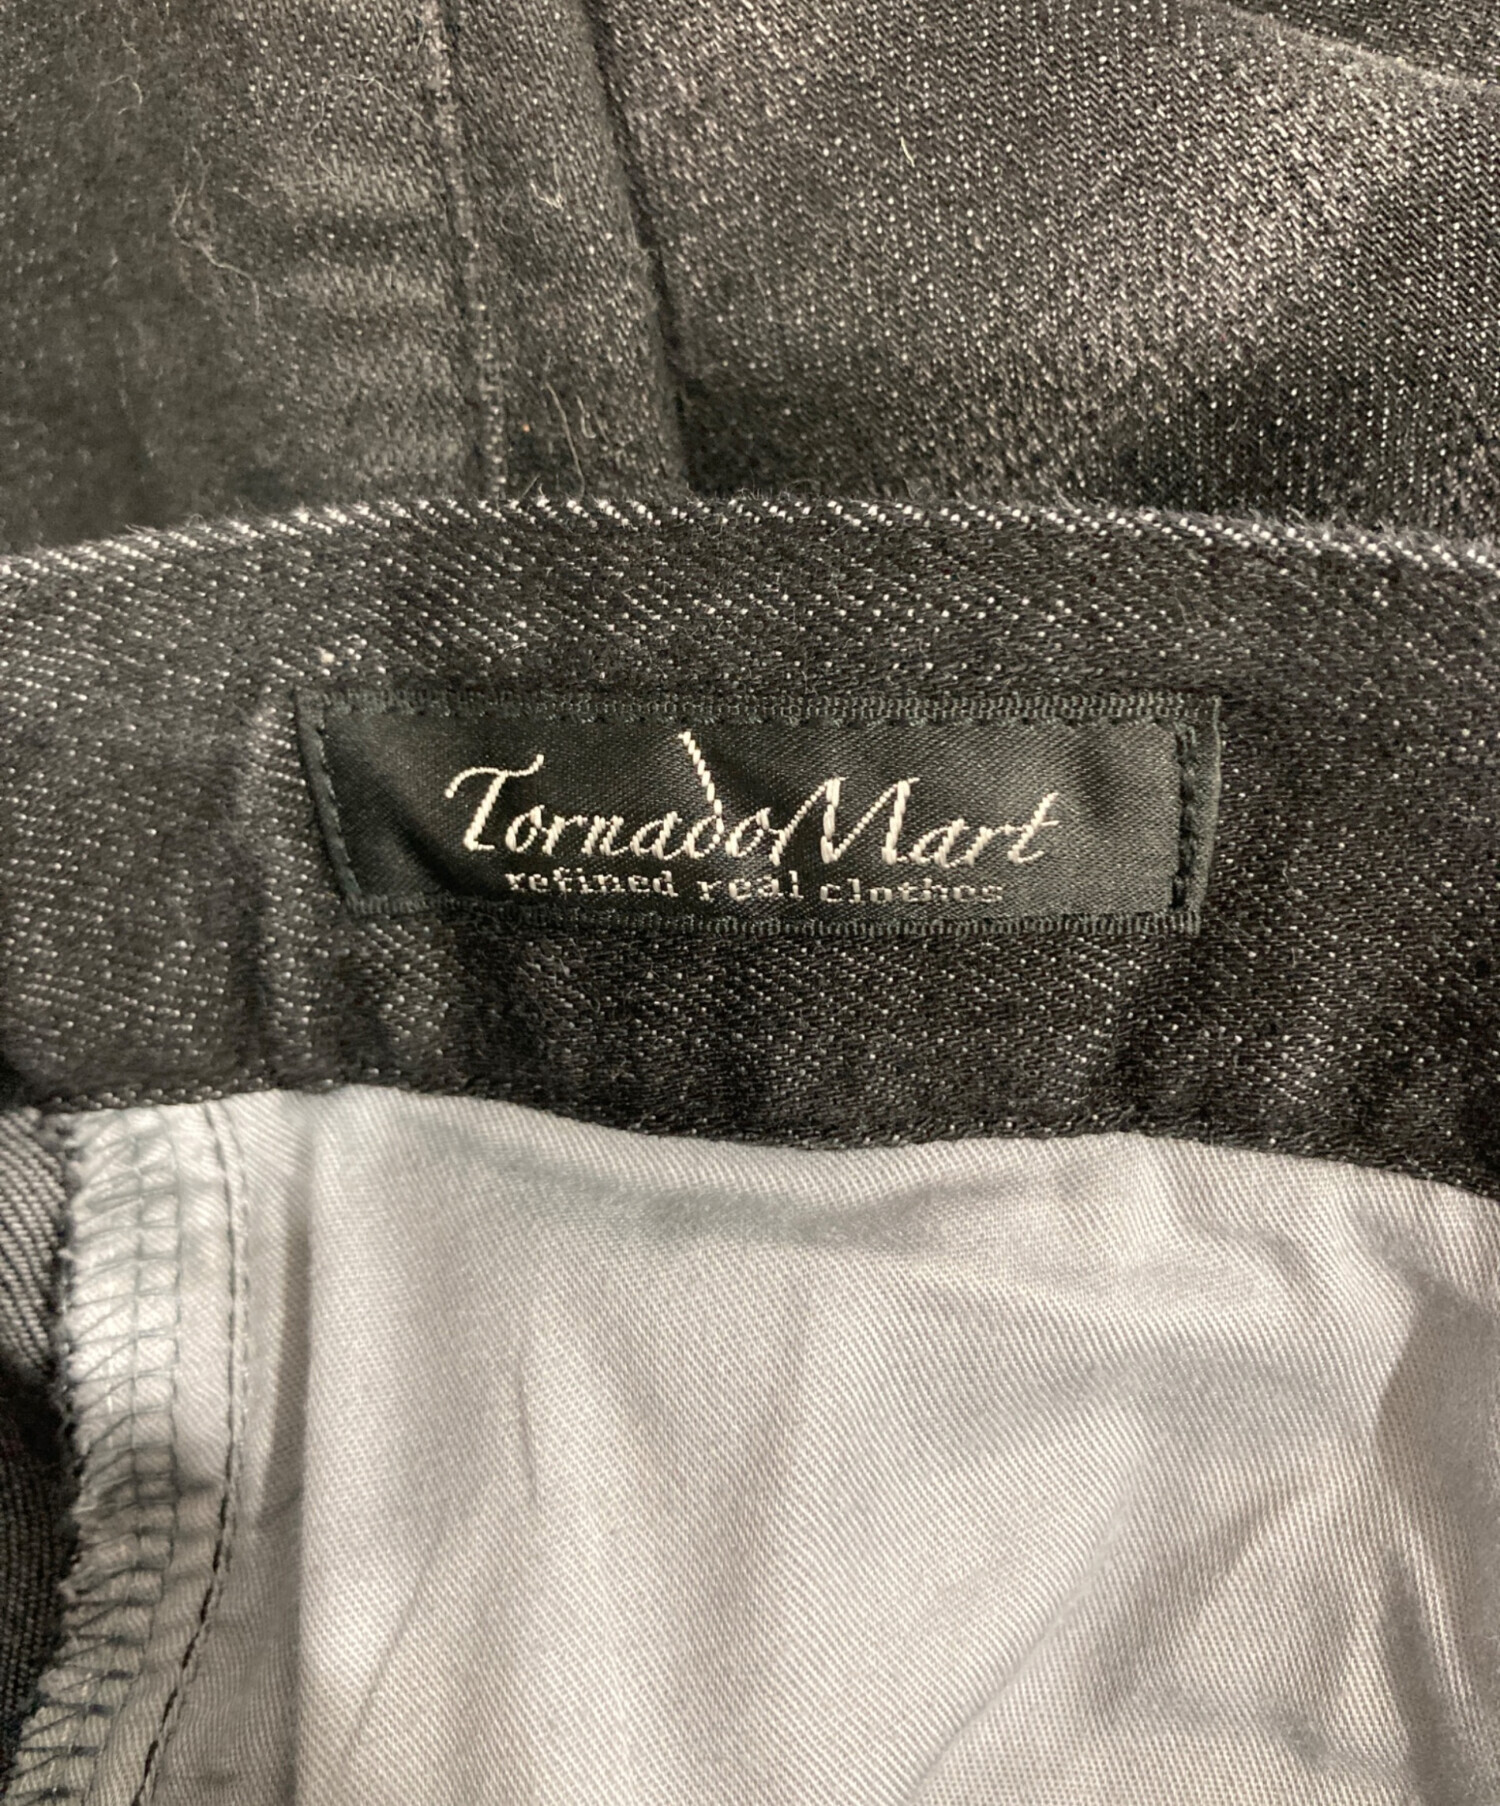 TornadoMart
refined real clothes